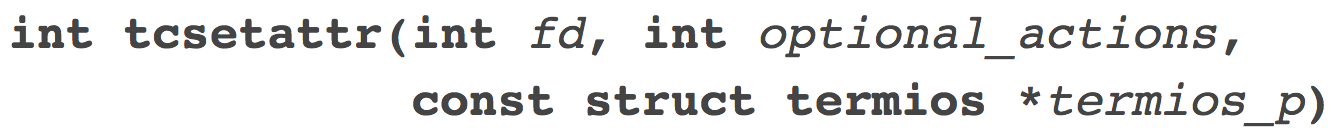 int tcsetattr(int fd, int optional_actions,
const struct termios *termios_p)